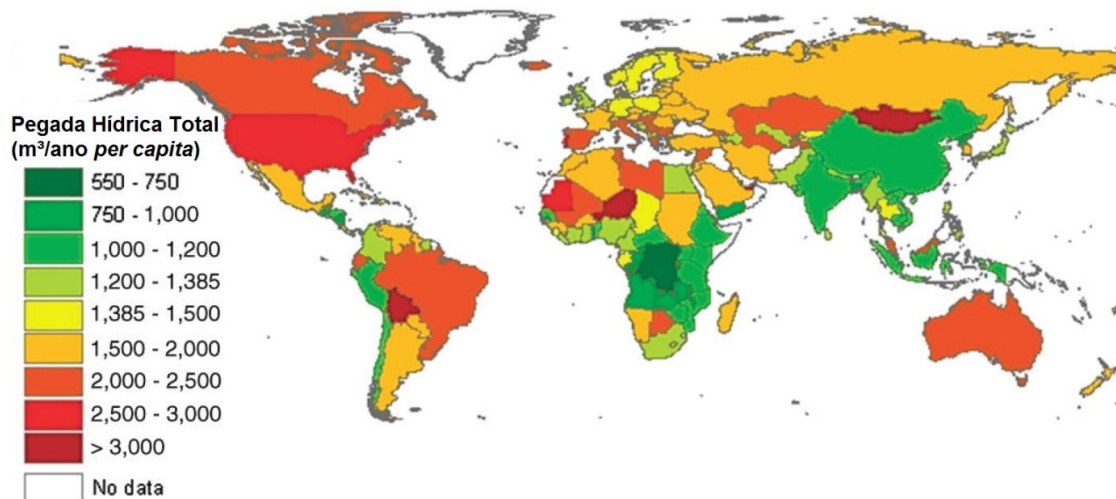 Pegada Hídrica Total
(m³/ano per capita)
550 - 750
750 - 1,000
1,000 - 1,200
1,200 - 1,385
1,385 - 1,500
1,500 - 2,000
2,000 - 2,500
2,500 - 3,000
> 3,000
No data